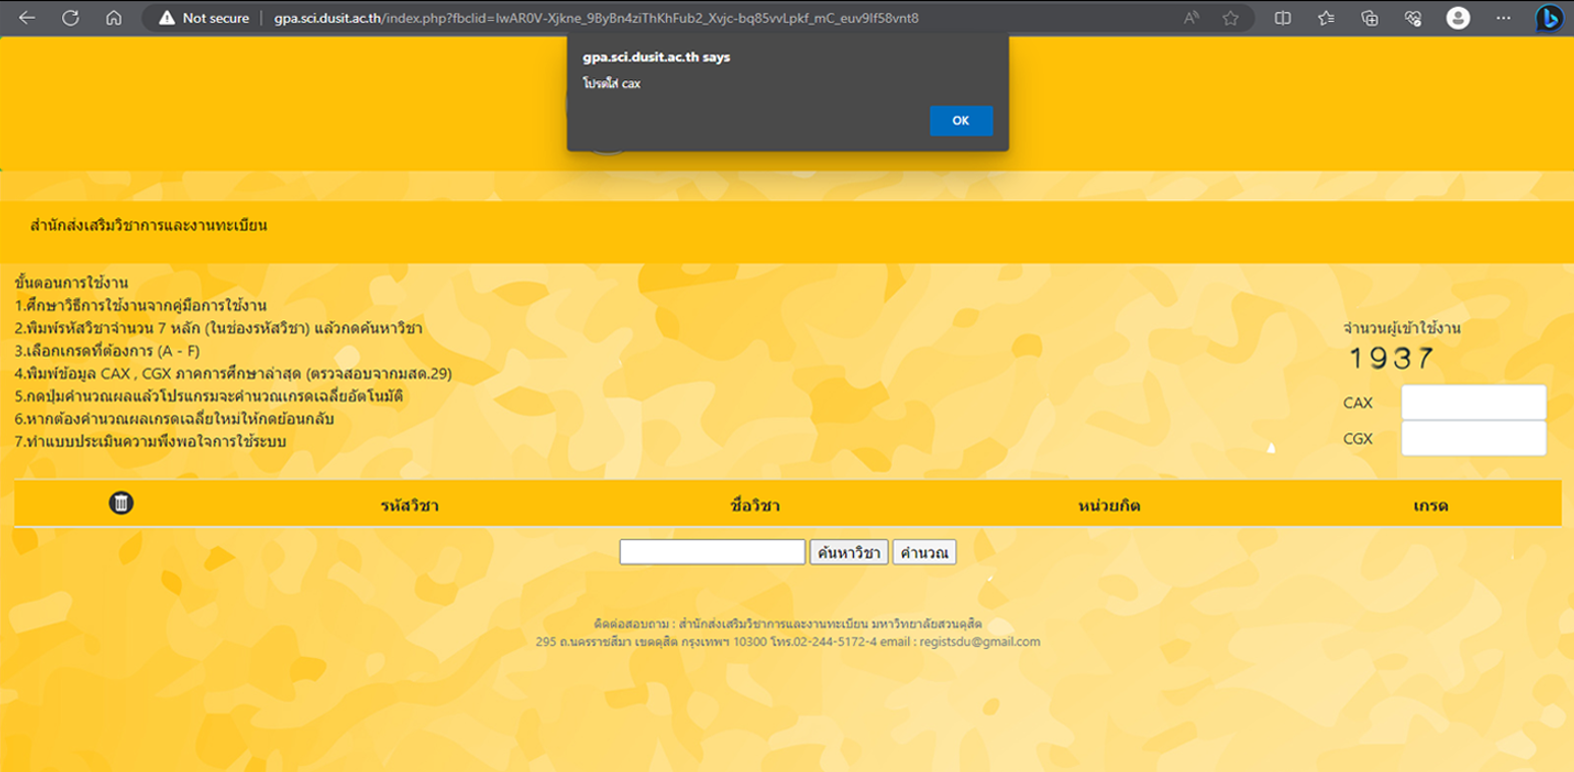 Not secure | gpa.sci.dusit.ac.th/index.php?fbclid=IwAR0V-Xjkne_9ByBn4ziThKhFub2_Xvjc-bq85vvLpkf_mC_euv9If58vnt8
gpa.sci.dusit.ac.th says
โปรดใส่ cax
OK
สำนักส่งเสริมวิชาการและงานทะเบียน
ขั้นตอนการใช้งาน
1.ศึกษาวิธีการใช้งานจากคู่มือการใช้งาน
2.พิมพ์รหัสวิชาจำนวน 7 หลัก (ในช่องรหัสวิชา) แล้วกดค้นหาวิชา
3.เลือกเกรดที่ต้องการ (A - F)
4.พิมพ์ข้อมูล CAX , CGX ภาคการศึกษาล่าสุด (ตรวจสอบจากมสด.29)
5.กดปุ่มคำนวณผลแล้วโปรแกรมจะคำนวณเกรดเฉลี่ยอัตโนมัติ
6.หากต้องคำนวณผลเกรดเฉลี่ยใหม่ให้กดย้อนกลับ
7.ทำแบบประเมินความพึงพอใจการใช้ระบบ
จำนวนผู้เข้าใช้งาน
1937
CAX
CGX
รหัสวิชา ชื่อวิชา หน่วยกิต เกรด
ค้นหาวิชา คำนวณ
ติดต่อสอบถาม : สำนักส่งเสริมวิชาการและงานทะเบียน มหาวิทยาลัยสวนดุสิต
295 ถ.นครราชสีมา เขตดุสิต กรุงเทพฯ 10300 โทร.02-244-5172-4 email : registsdu@gmail.com